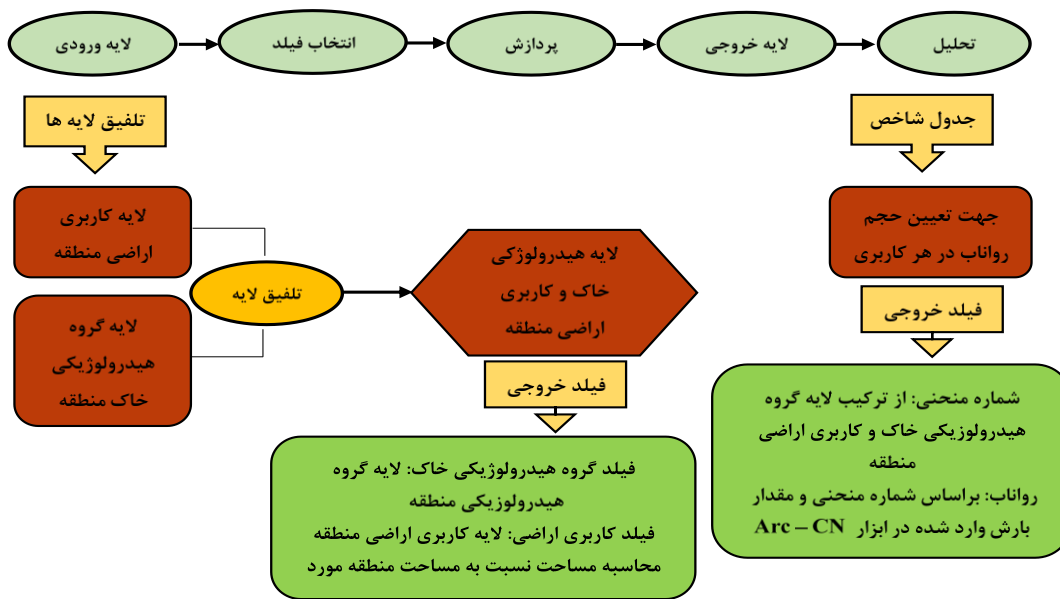 لایه ورودی
انتخاب فیلد
پردازش
لایه خروجی
تحلیل
تلفیق لایه ها
جدول شاخص
لایه کاربری
اراضی منطقه
جهت تعیین حجم
رواناب در هر کاربری
لایه هیدرولوژکی
خاک و کاربری
اراضی منطقه
تلفیق لایه
لایه گروه
هیدرولوژیکی
خاک منطقه
فیلد خروجی
فیلد خروجی
شماره منحنی: از ترکیب لایه گروه
هیدرولوزیکی خاک و کاربری اراضی
منطقه
رواناب: براساس شماره منحنی و مقدار
بارش وارد شده در ابزار Arc – CN
فیلد گروه هیدرولوژیکی خاک: لایه گروه
هیدرولوزیکی منطقه
فیلد کاربری اراضی: لایه کاربری اراضی منطقه
محاسبه مساحت نسبت به مساحت منطقه مورد